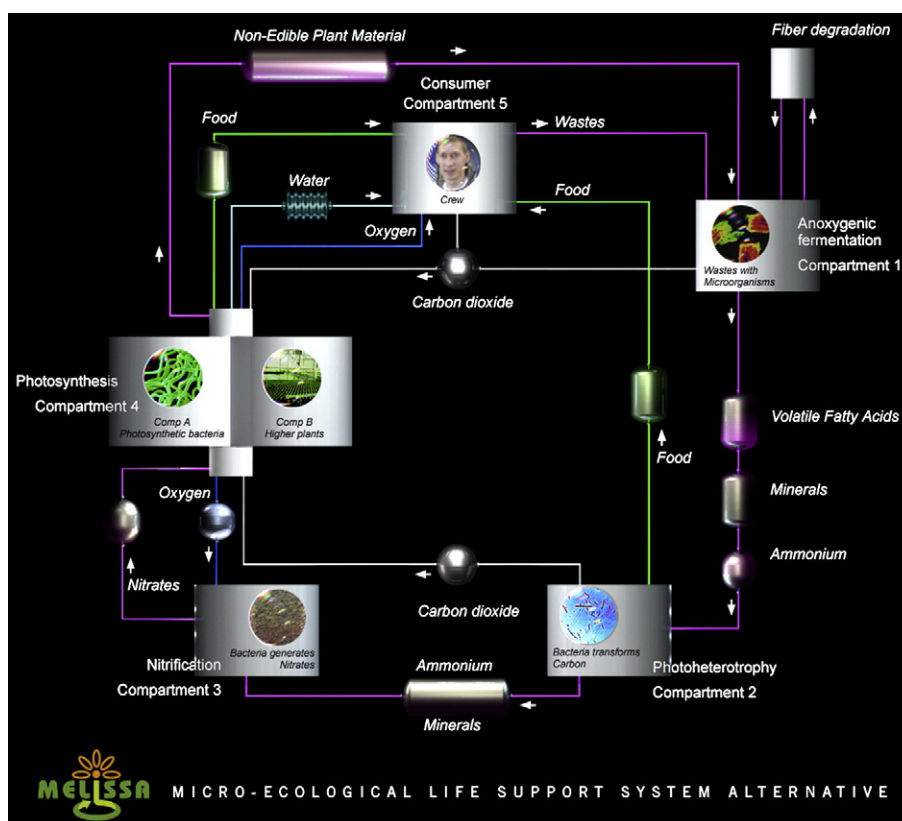 Non-Edible Plant Material
Fiber degradation
Consumer
Compartment 5
Food
Wastes
Water
Food
Crew
Oxygen
Anoxygenic
fermentation
Compartment 1
Wastes with
Microorganisms
Carbon dioxide
Photosynthesis
Compartment 4
Comp A
Photosynthetic bacteria
Comp B
Higher plants
Volatile Fatty Acids
Food
Oxygen
Minerals
Ammonium
Nitrates
Carbon dioxide
Bacteria generates
Nitrates
Bacteria transforms
Carbon
Nitrification
Compartment 3
Ammonium
Minerals
Photoheterotrophy
Compartment 2
MELISSA
MICRO-ECOLOGICAL LIFE SUPPORT SYSTEM ALTERNATIVE